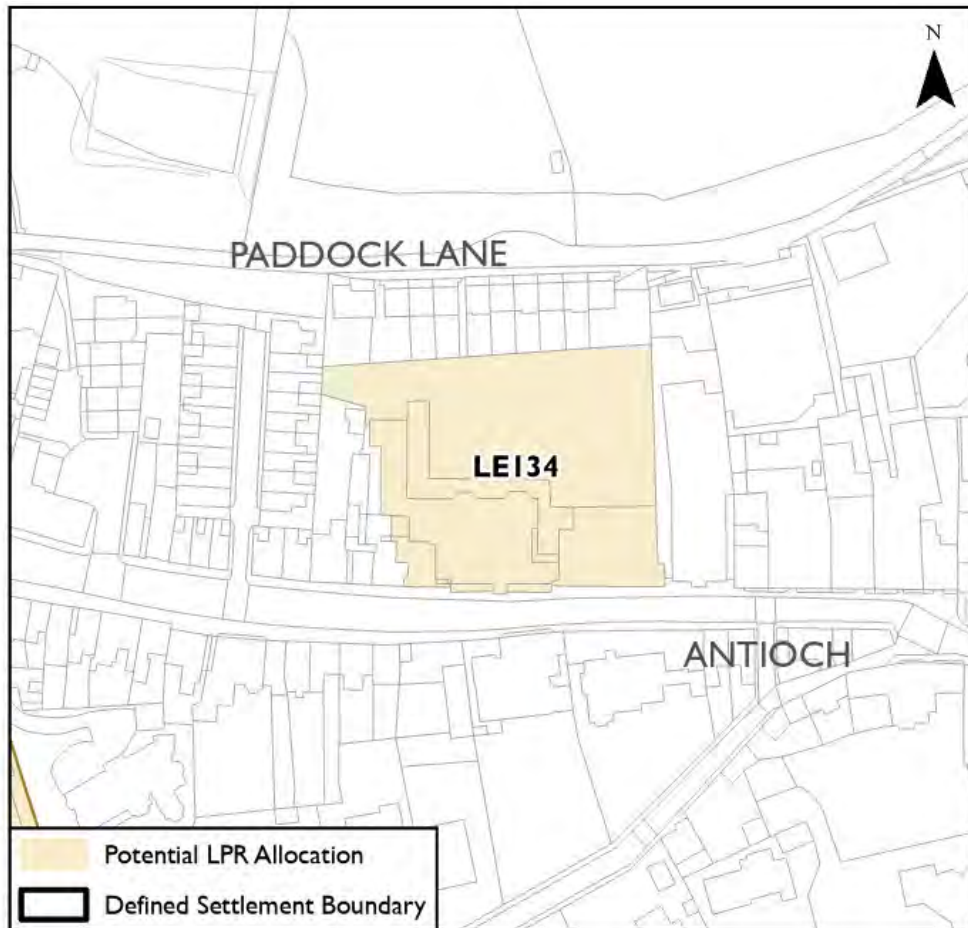 N
PADDOCK LANE
LE134
ANTIOCH
Potential LPR Allocation
Defined Settlement Boundary